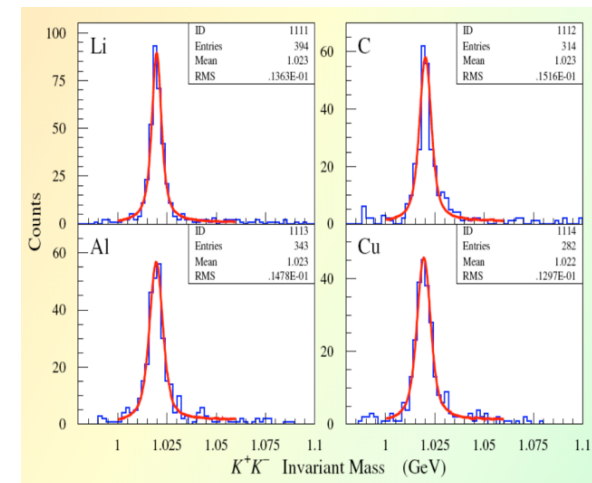 Li
ID 1111
Entries 394
Mean 1.023
RMS .1363E-01
C
ID 1112
Entries 314
Mean 1.023
RMS .1516E-01
100
75
50
25
0
60
40
20
0
Counts
Al
ID 1113
Entries 343
Mean 1.023
RMS .1478E-01
Cu
ID 1114
Entries 282
Mean 1.022
RMS .1297E-01
60
40
20
0
40
20
0
1 1.025 1.05 1.075 1.1
1 1.025 1.05 1.075 1.1
K⁺K⁻ Invariant Mass (GeV)